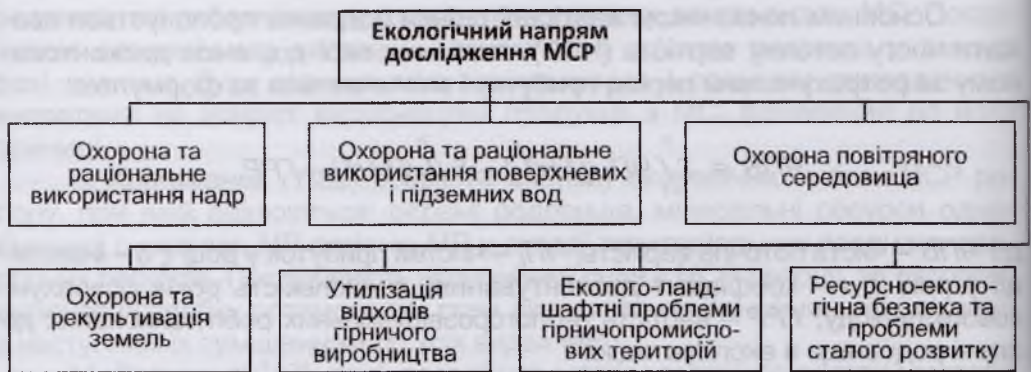 Екологічний напрям
дослідження МСР
Охорона та
раціональне
використання надр
Охорона та раціональне
використання поверхневих
і підземних вод
Охорона повітряного
середовища
Охорона та
рекультивація
земель
Утилізація
відходів
гірничого
виробництва
Еколого-ланд-
шафтні проблеми
гірничопромисло-
вих територій
Ресурсно-еколо-
гічна безпека та
проблеми
сталого розвитку